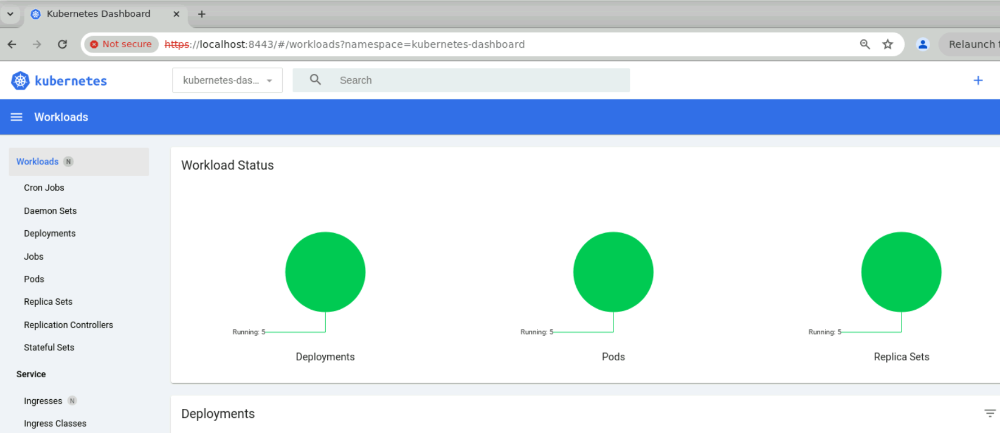 Kubernetes Dashboard
Not secure https://localhost:8443/#/workloads?namespace=kubernetes-dashboard
Relaunch
kubernetes
kubernetes-das...
Search
Workloads
Workloads N
Cron Jobs
Daemon Sets
Deployments
Jobs
Pods
Replica Sets
Replication Controllers
Stateful Sets
Service
Ingresses N
Ingress Classes
Workload Status
Running: 5
Deployments
Running: 5
Pods
Running: 5
Replica Sets
Deployments